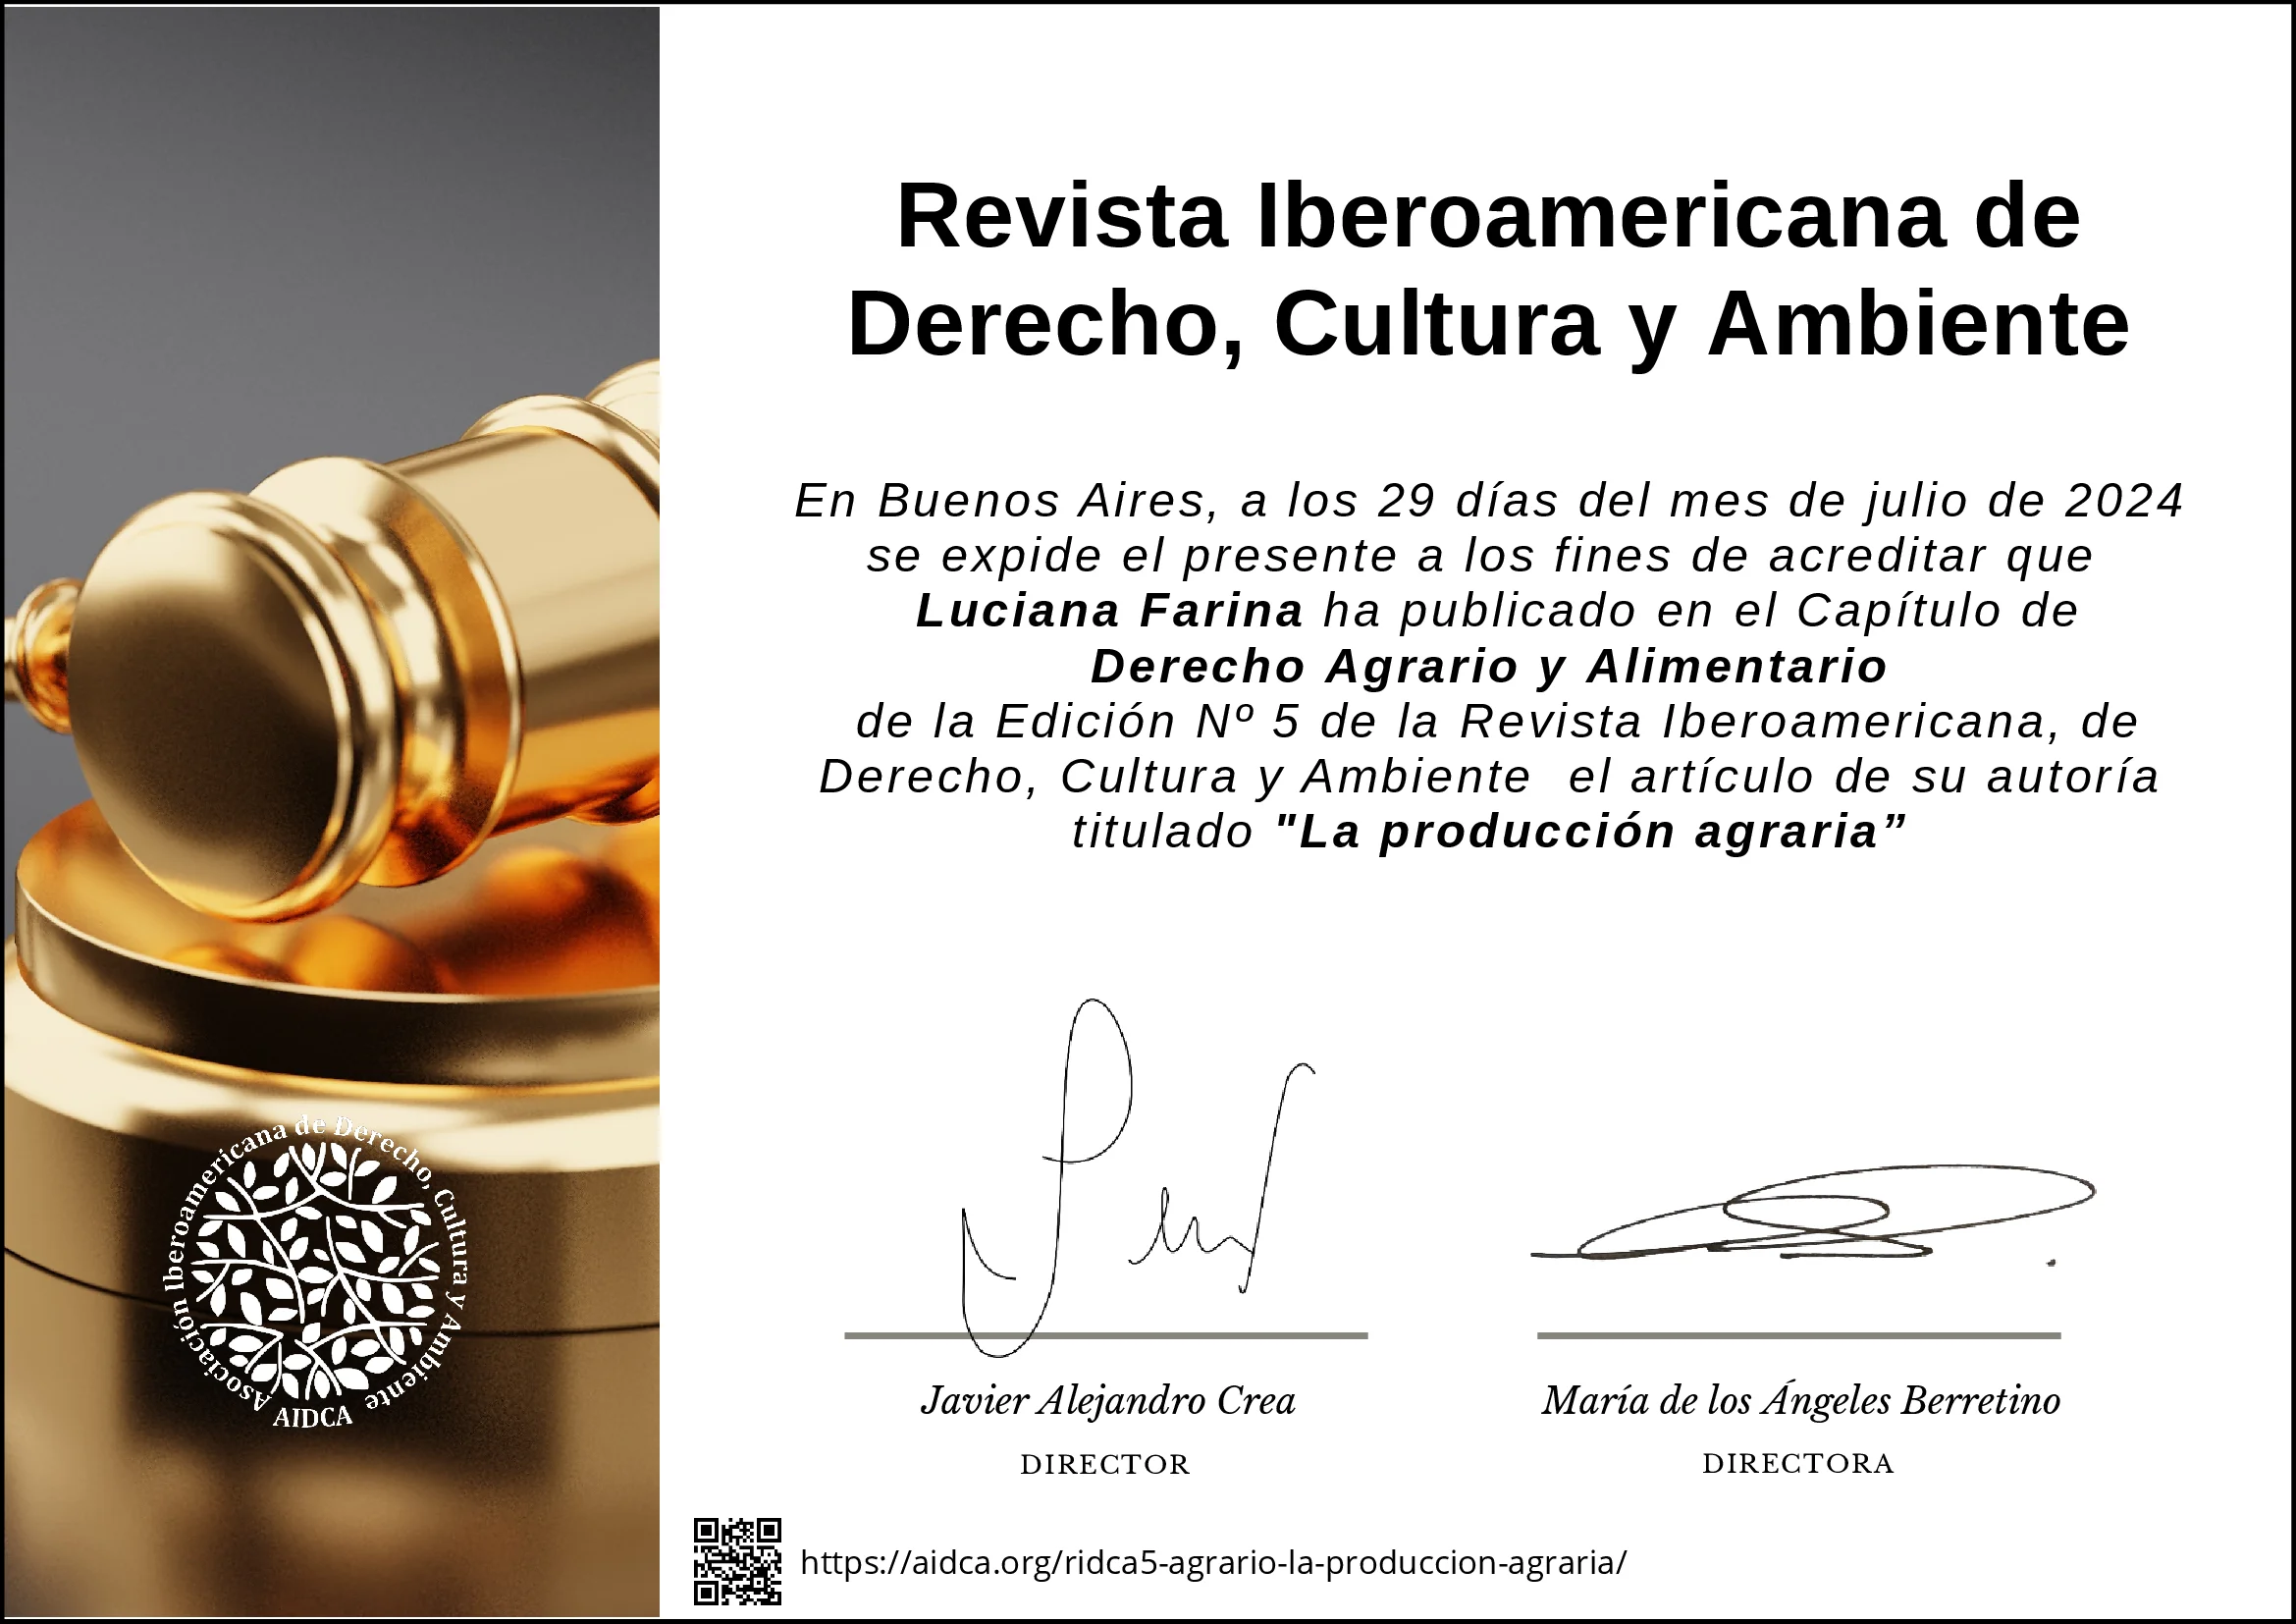 Revista Iberoamericana de
Derecho, Cultura y Ambiente
En Buenos Aires, a los 29 días del mes de julio de 2024
se expide el presente a los fines de acreditar que
Luciana Farina ha publicado en el Capítulo de
Derecho Agrario y Alimentario
de la Edición Nº 5 de la Revista Iberoamericana, de
Derecho, Cultura y Ambiente  el artículo de su autoría
titulado "La producción agraria”
Asociación Iberoamericana de Derecho, Cultura y Ambiente
AIDCA
Javier Alejandro Crea
DIRECTOR
María de los Ángeles Berretino
DIRECTORA
https://aidca.org/ridca5-agrario-la-produccion-agraria/